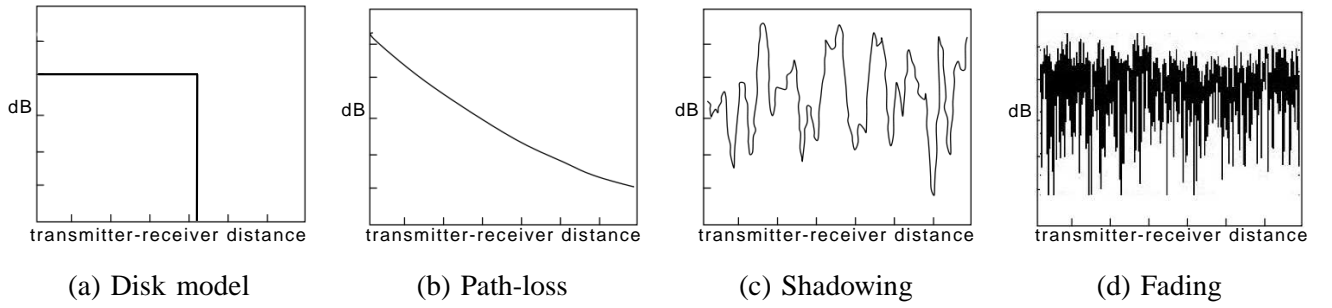 dB
transmitter-receiver distance
(a) Disk model
dB
transmitter-receiver distance
(b) Path-loss
dB
transmitter-receiver distance
(c) Shadowing
dB
transmitter-receiver distance
(d) Fading